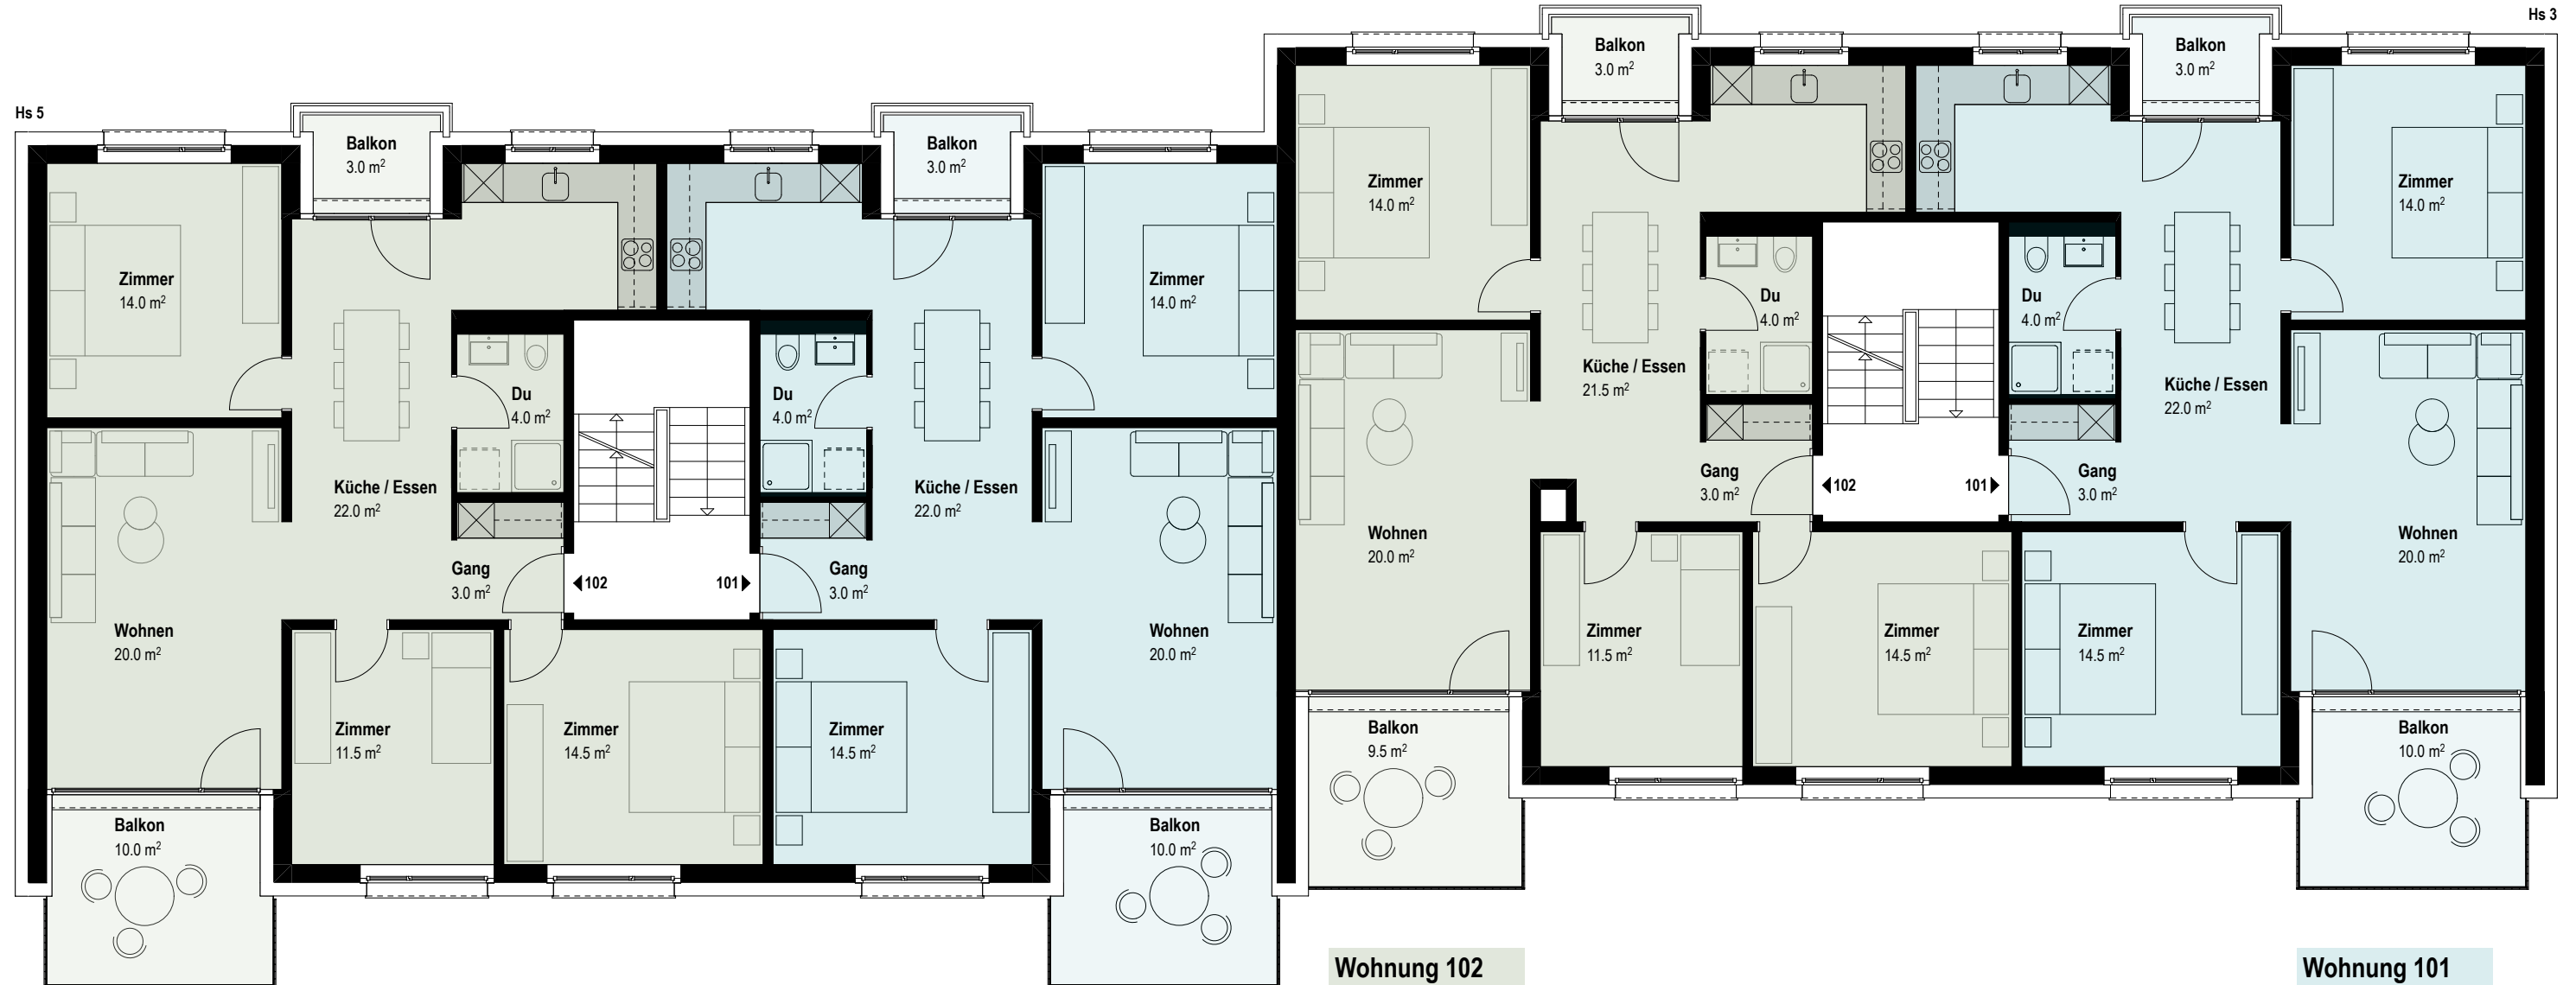 Hs 5
Hs 3
Balkon
3.0 m²
Balkon
3.0 m²
Zimmer
14.0 m²
Zimmer
14.0 m²
Du
4.0 m²
Du
4.0 m²
Küche / Essen
22.0 m²
Küche / Essen
22.0 m²
Gang
3.0 m²
102
101
Gang
3.0 m²
Wohnen
20.0 m²
Wohnen
20.0 m²
Zimmer
11.5 m²
Zimmer
14.5 m²
Zimmer
14.5 m²
Balkon
10.0 m²
Balkon
10.0 m²
Balkon
3.0 m²
Balkon
3.0 m²
Zimmer
14.0 m²
Zimmer
14.0 m²
Du
4.0 m²
Du
4.0 m²
Küche / Essen
21.5 m²
Küche / Essen
22.0 m²
Gang
3.0 m²
102
101
Gang
3.0 m²
Wohnen
20.0 m²
Wohnen
20.0 m²
Zimmer
11.5 m²
Zimmer
14.5 m²
Zimmer
14.5 m²
Balkon
9.5 m²
Balkon
10.0 m²
Wohnung 102
Wohnung 101